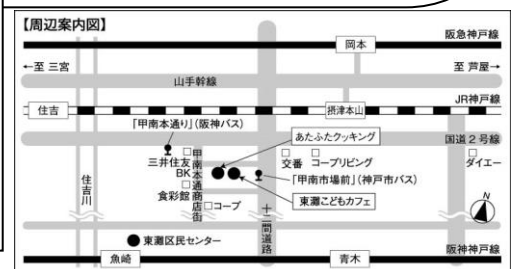 【周辺案内図】
阪急神戸線
岡本
←至 三宮
至 芦屋→
山手幹線
JR神戸線
住吉
摂津本山
「甲南本通り」(阪神バス)
あたふたクッキング
国道2号線
三井住友BK
甲南本通商店街
交番
コープリビング
ダイエー
「甲南市場前」(神戸市バス)
食彩館
コープ
東灘こどもカフェ
住吉川
十二間道路
N
東灘区民センター
魚崎
青木
阪神神戸線